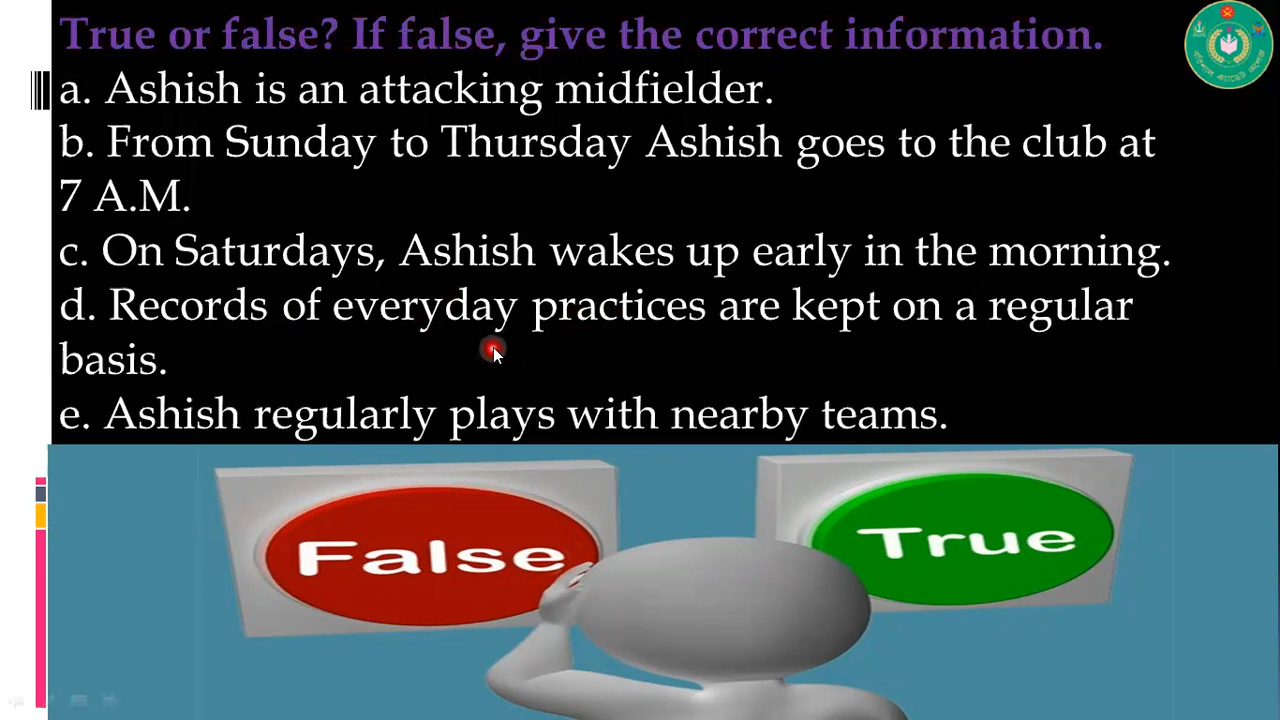 True or false? If false, give the correct information.
a. Ashish is an attacking midfielder.
b. From Sunday to Thursday Ashish goes to the club at
7 A.M.
c. On Saturdays, Ashish wakes up early in the morning.
d. Records of everyday practices are kept on a regular
basis.
e. Ashish regularly plays with nearby teams.
False
True
বরিশাল ক্যাডেট কলেজ